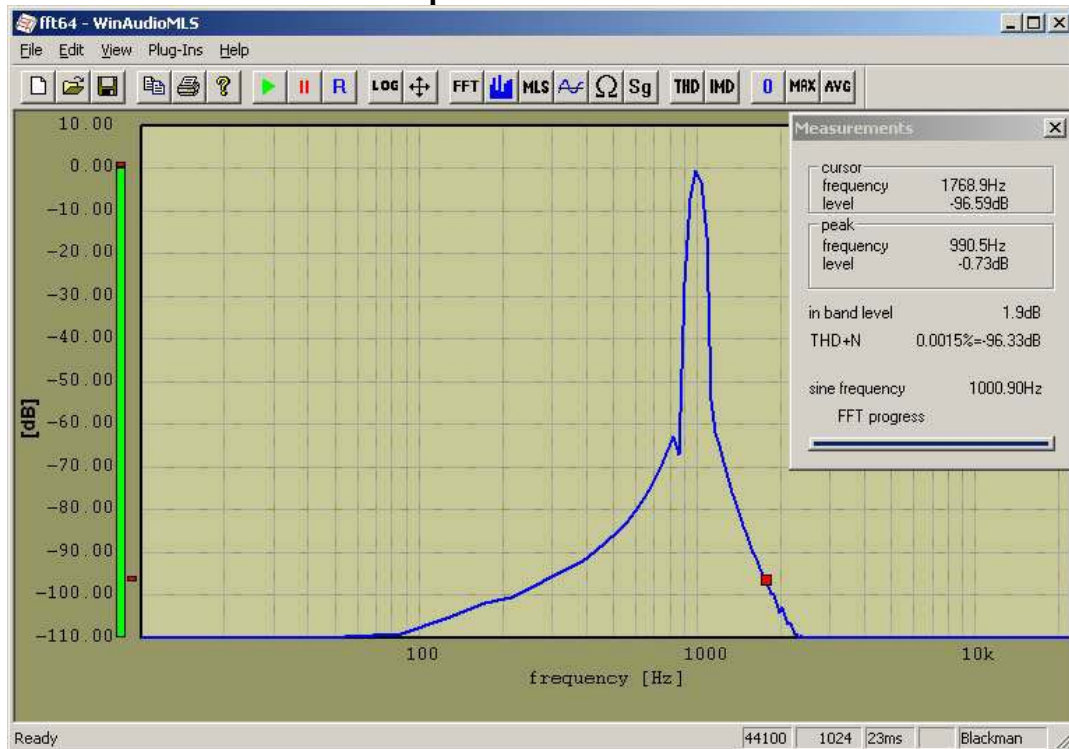 fft64 - WinAudioMLS
File Edit View Plug-Ins Help
R LOG FFT MLS Ω Sg THD IMD 0 MAX AVG
10.00
0.00
-10.00
-20.00
-30.00
-40.00
-50.00
-60.00
-70.00
-80.00
-90.00
-100.00
-110.00
[dB]
100 1000 10k
frequency [Hz]
Measurements
cursor
frequency 1768.9Hz
level -96.59dB
peak
frequency 990.5Hz
level -0.73dB
in band level 1.9dB
THD+N 0.0015%=-96.33dB
sine frequency 1000.90Hz
FFT progress
Ready 44100 1024 23ms Blackman